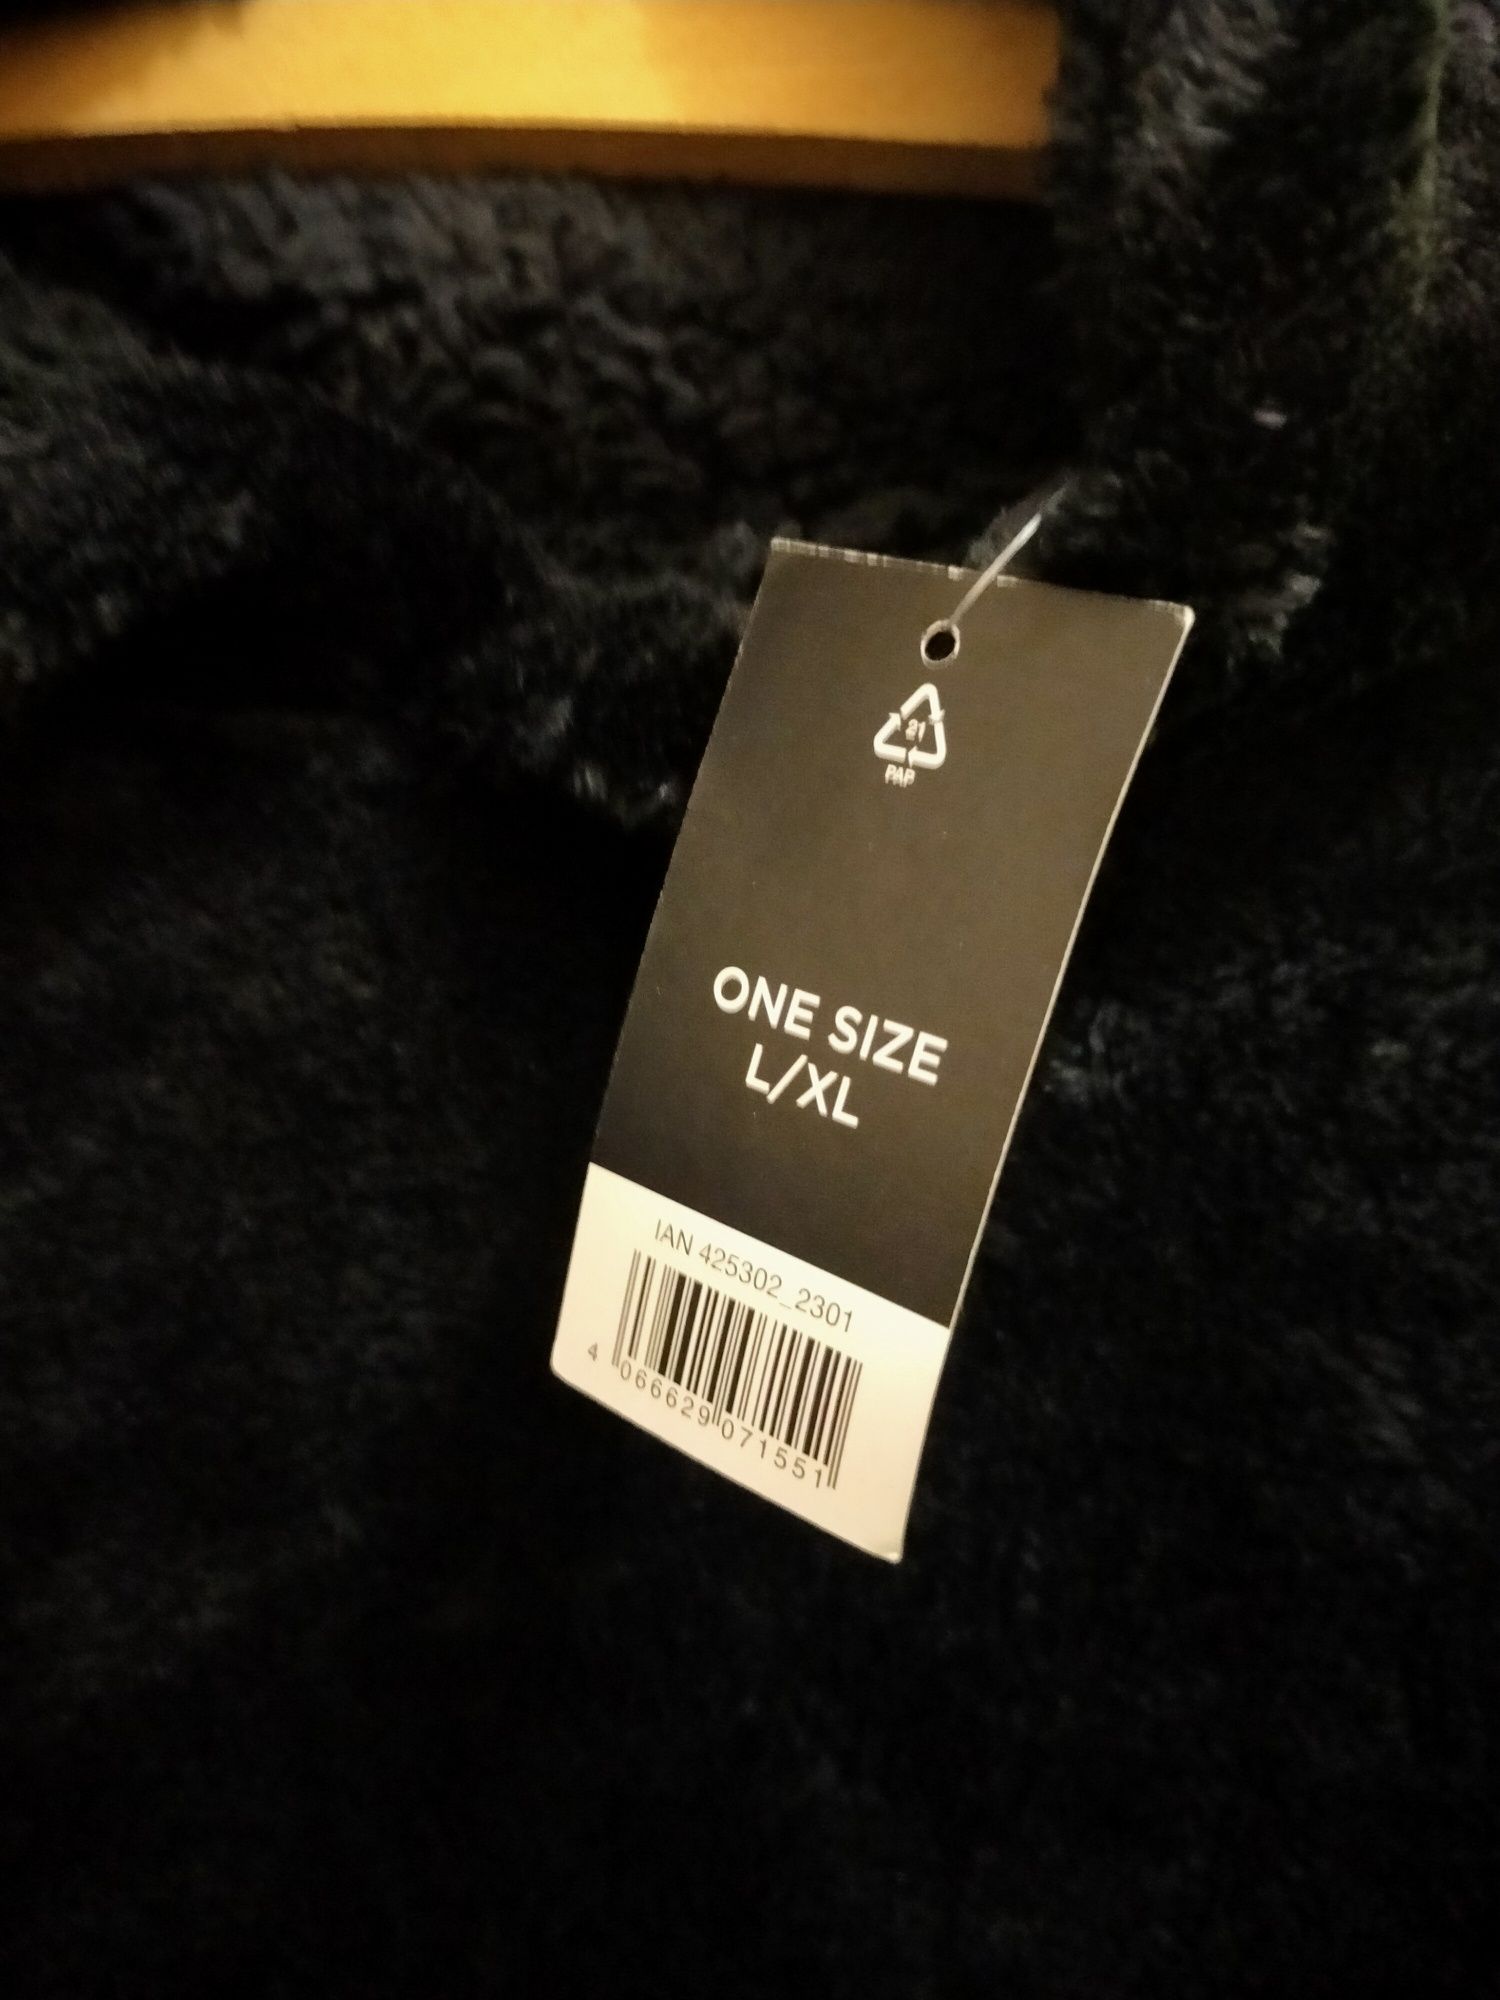 21
PAP
ONE SIZE
L/XL
IAN 425302_2301
4 066629 071551